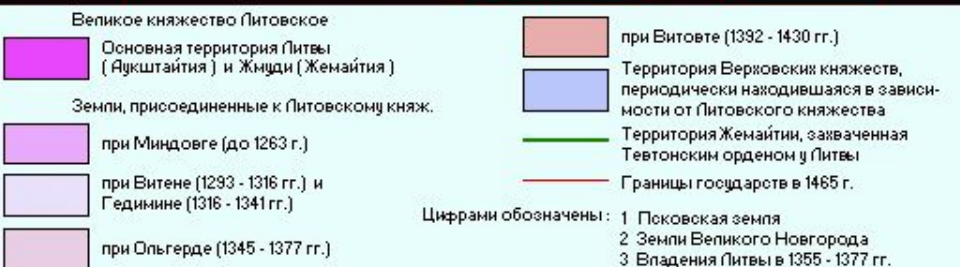 Великое княжество Литовское
Основная территория Литвы
( Аукштайтия ) и Жмуди ( Жемайтия )
Земли, присоединенные к Литовскому княж.
при Миндовге (до 1263 г.)
при Витене (1293 - 1316 гг.) и
Гедимине (1316 - 1341 гг.)
при Ольгерде (1345 - 1377 гг.)
при Витовте (1392 - 1430 гг.)
Территория Верховских княжеств,
периодически находившаяся в зависи-
мости от Литовского княжества
Территория Жемайтии, захваченная
Тевтонским орденом у Литвы
Границы государств в 1465 г.
Цифрами обозначены : 1 Псковская земля
2 Земли Великого Новгорода
3 Владения Литвы в 1355 - 1377 гг.